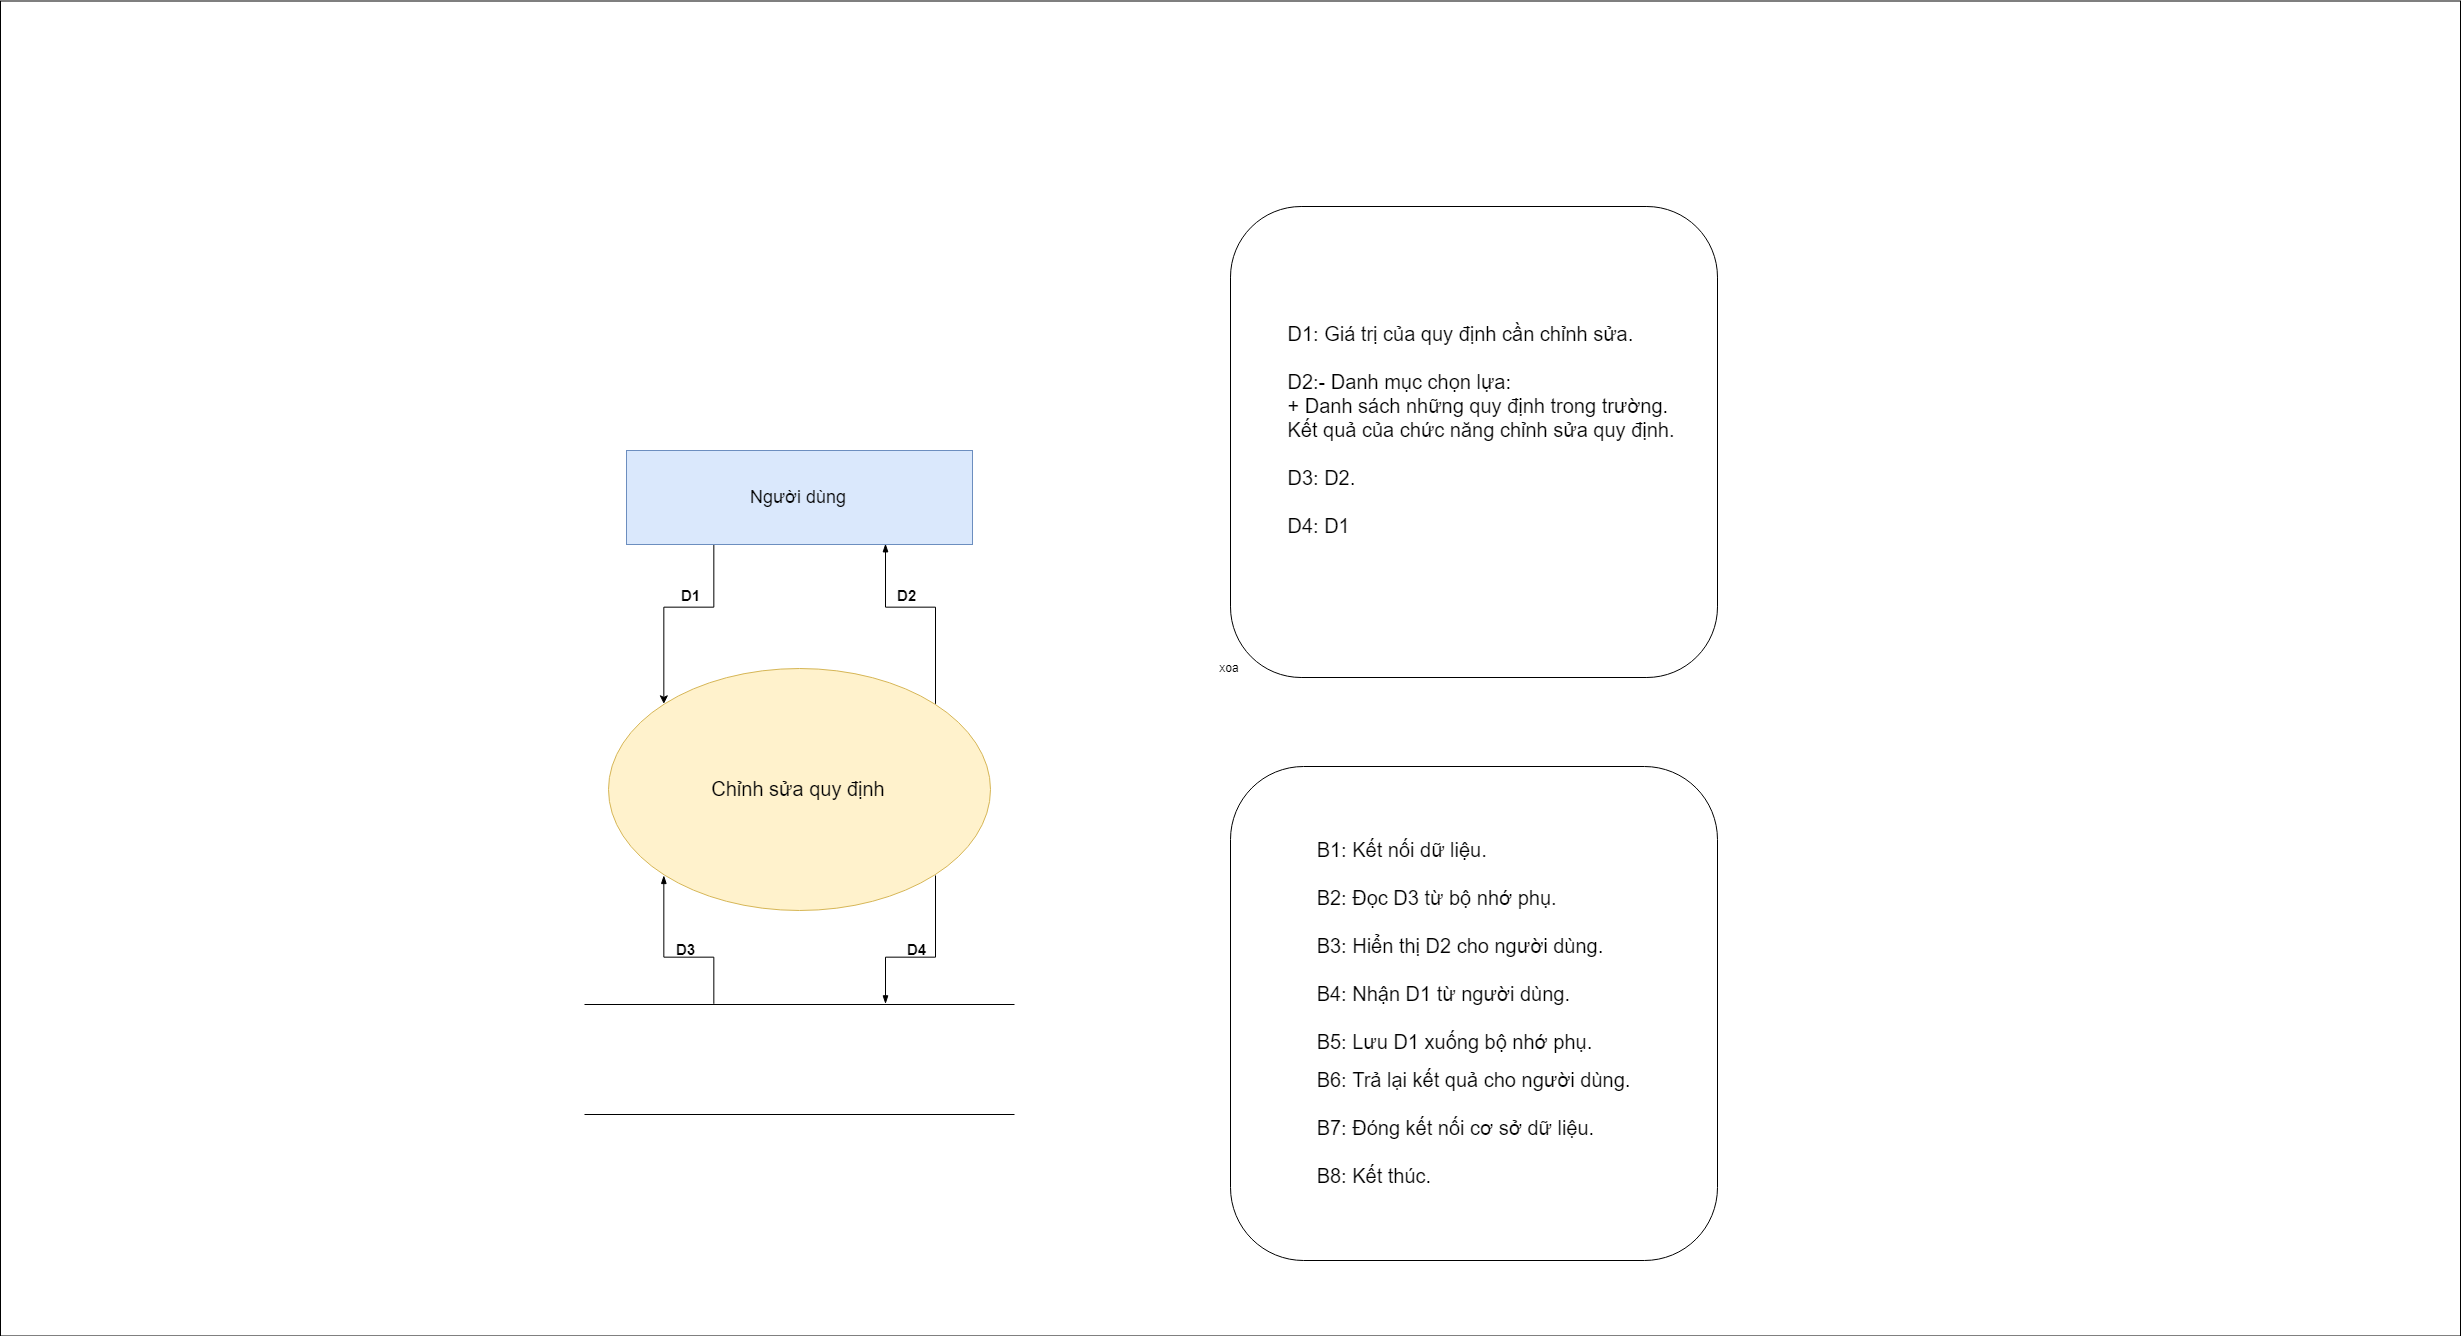 Người dùng
D1
D2
Chỉnh sửa quy định
D3
D4
D1: Giá trị của quy định cần chỉnh sửa.
D2:- Danh mục chọn lựa:
+ Danh sách những quy định trong trường.
Kết quả của chức năng chỉnh sửa quy định.
D3: D2.
D4: D1
xoa
B1: Kết nối dữ liệu.
B2: Đọc D3 từ bộ nhớ phụ.
B3: Hiển thị D2 cho người dùng.
B4: Nhận D1 từ người dùng.
B5: Lưu D1 xuống bộ nhớ phụ.
B6: Trả lại kết quả cho người dùng.
B7: Đóng kết nối cơ sở dữ liệu.
B8: Kết thúc.